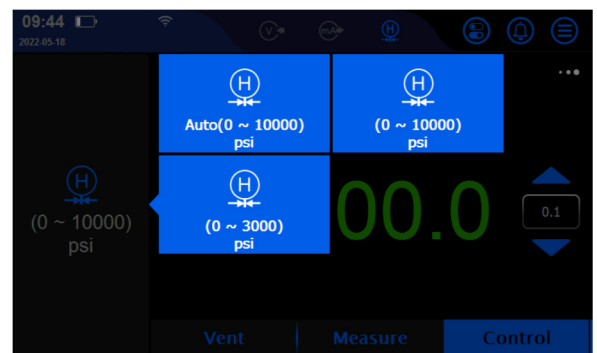 09:44
2022-05-18
V
mA
H
H
Auto(0 ~ 10000)
psi
H
(0 ~ 10000)
psi
H
(0 ~ 10000)
psi
H
(0 ~ 3000)
psi
00.0
0.1
Vent
Measure
Control